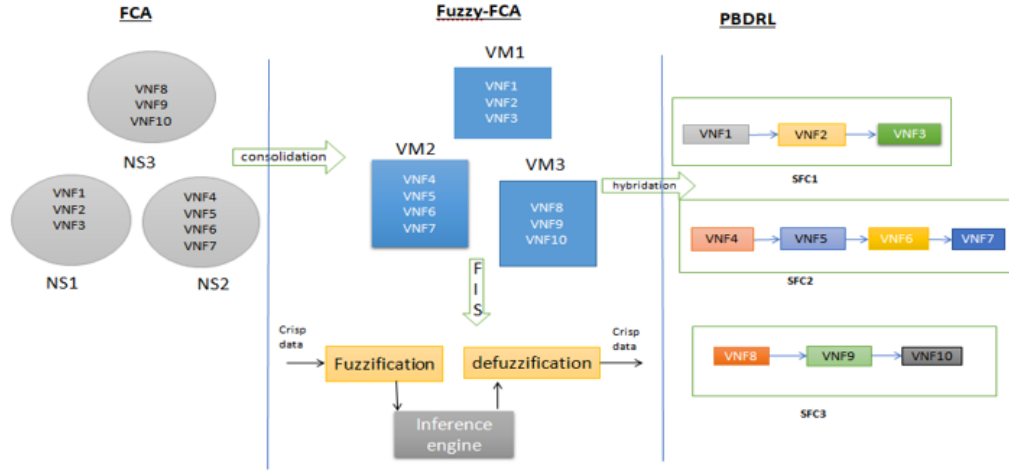 FCA
VNF8
VNF9
VNF10
NS3
VNF1
VNF2
VNF3
NS1
VNF4
VNF5
VNF6
VNF7
NS2
consolidation
Fuzzy-FCA
VM1
VNF1
VNF2
VNF3
VM2
VNF4
VNF5
VNF6
VNF7
VM3
VNF8
VNF9
VNF10
hybridation
F
I
S
Crisp
data
Fuzzification
defuzzification
Crisp
data
Inference
engine
PBDRL
VNF1
VNF2
VNF3
SFC1
VNF4
VNF5
VNF6
VNF7
SFC2
VNF8
VNF9
VNF10
SFC3